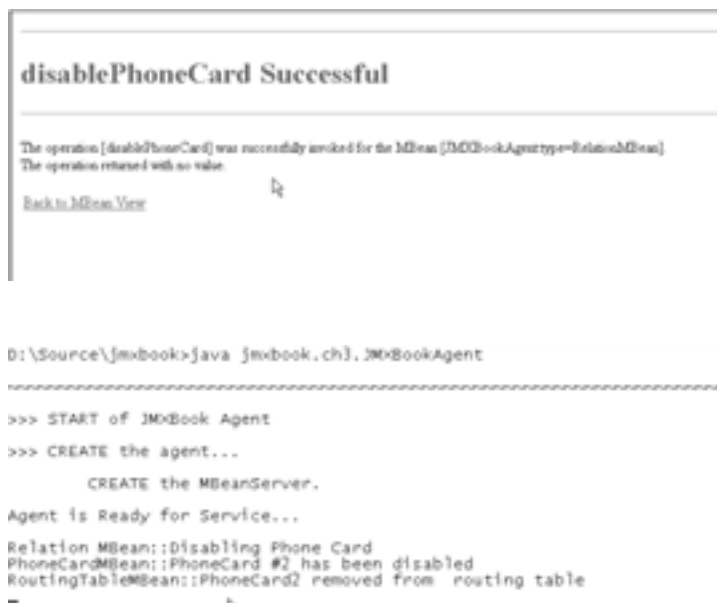 disablePhoneCard Successful
The operation [disablePhoneCard] was successfully invoked for the MBean [JMXBookAgent:type=RelationMBean].
The operation returned with no value.
Back to MBean View
D:\Source\jmxbook>java jmxbook.ch3.JMXBookAgent
>>> START of JMXBook Agent
>>> CREATE the agent...
CREATE the MBeanServer.
Agent is Ready for Service...
Relation MBean::Disabling Phone Card
PhoneCardMBean::PhoneCard #2 has been disabled
RoutingTableMBean::PhoneCard2 removed from routing table